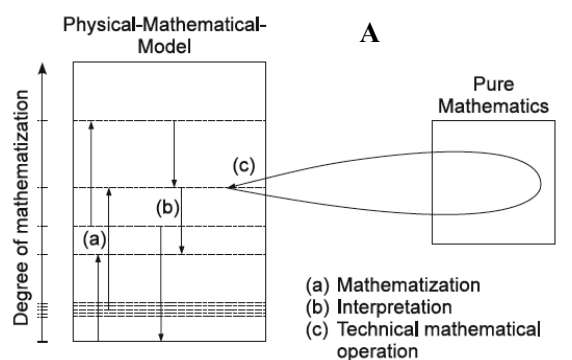 Physical-Mathematical-
Model
A
Pure
Mathematics
Degree of mathematization
(a)
(b)
(c)
(a) Mathematization
(b) Interpretation
(c) Technical mathematical
operation